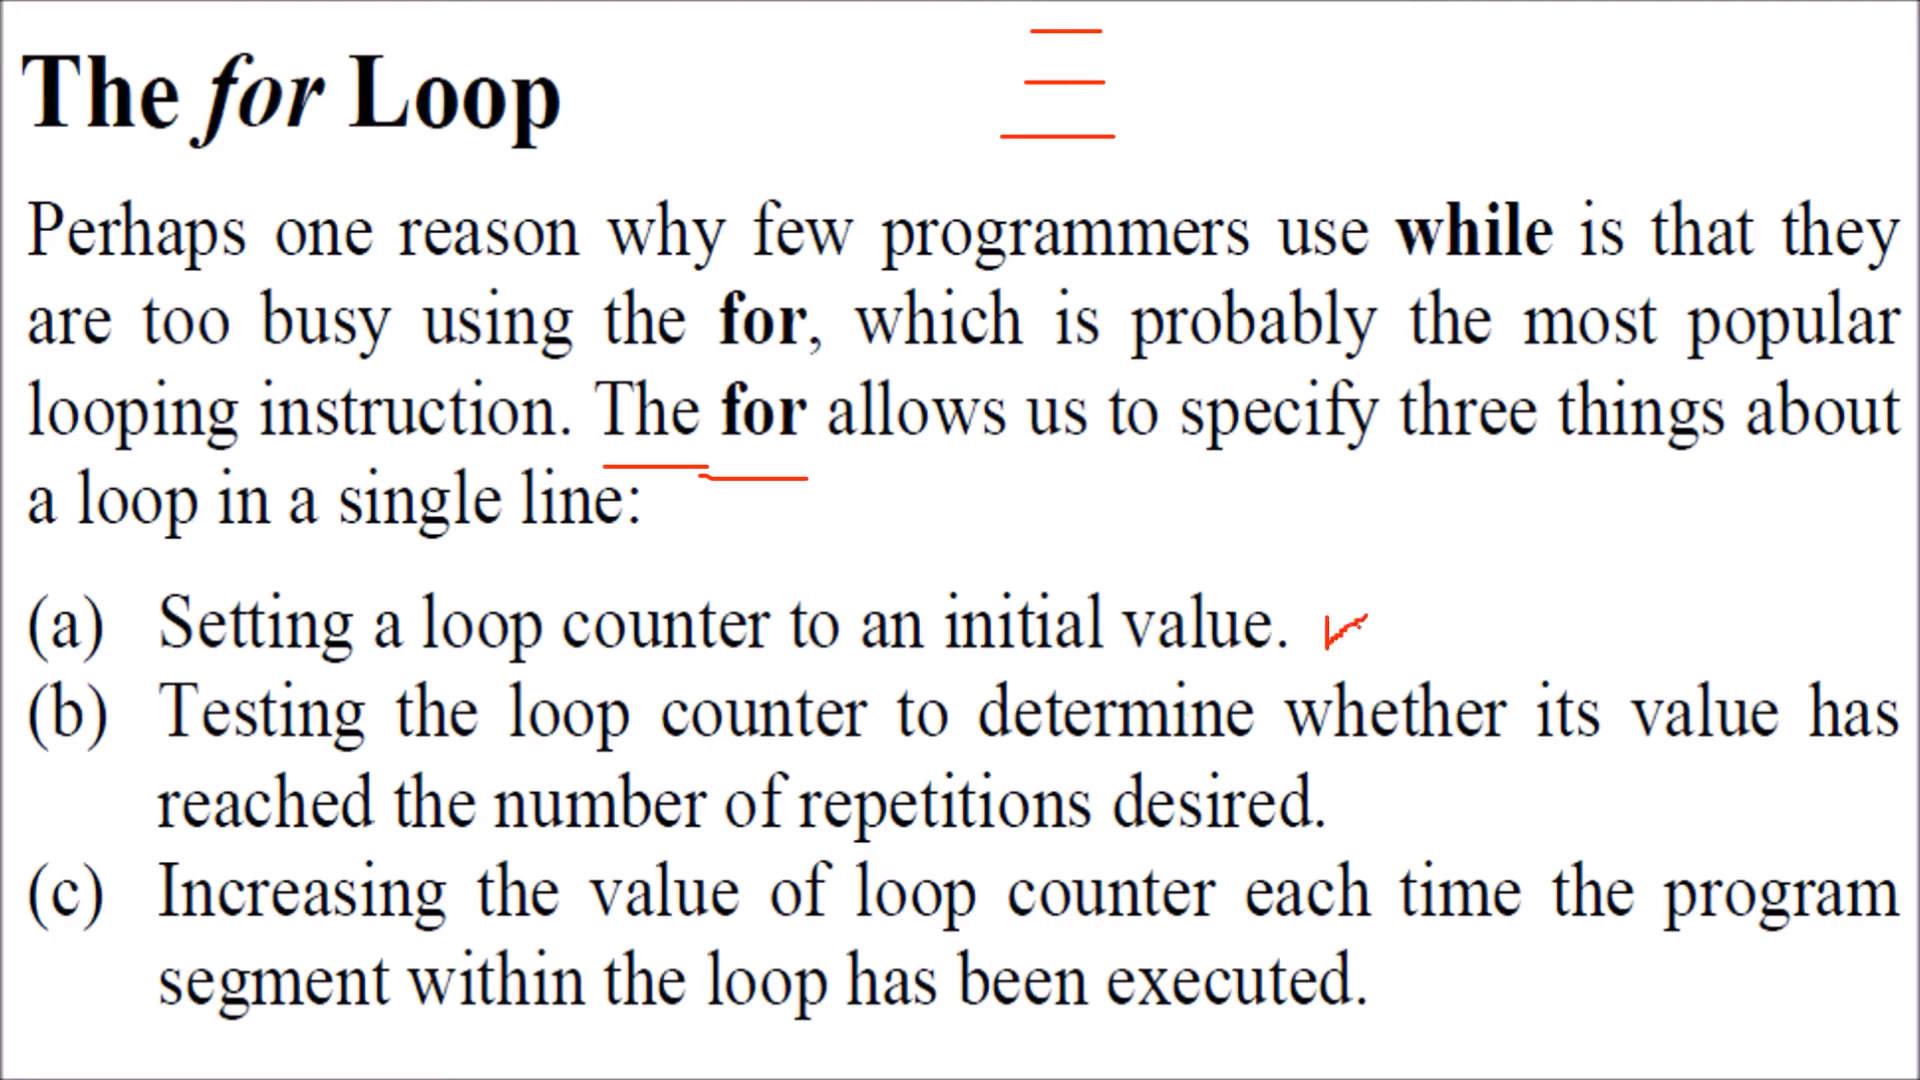 The for Loop
Perhaps one reason why few programmers use while is that they
are too busy using the for, which is probably the most popular
looping instruction. The for allows us to specify three things about
a loop in a single line:
(a) Setting a loop counter to an initial value.
(b) Testing the loop counter to determine whether its value has
reached the number of repetitions desired.
(c) Increasing the value of loop counter each time the program
segment within the loop has been executed.